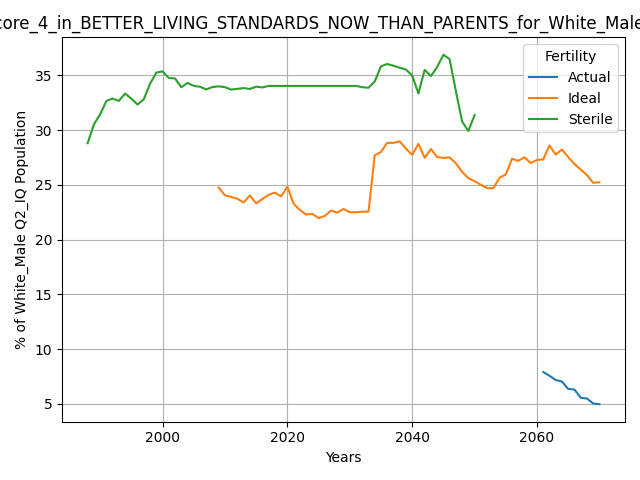 core_4_in_BETTER_LIVING_STANDARDS_NOW_THAN_PARENTS_for_White_Male
Fertility
Actual
Ideal
Sterile
% of White_Male Q2_IQ Population
35
30
25
20
15
10
5
2000
2020
2040
2060
Years